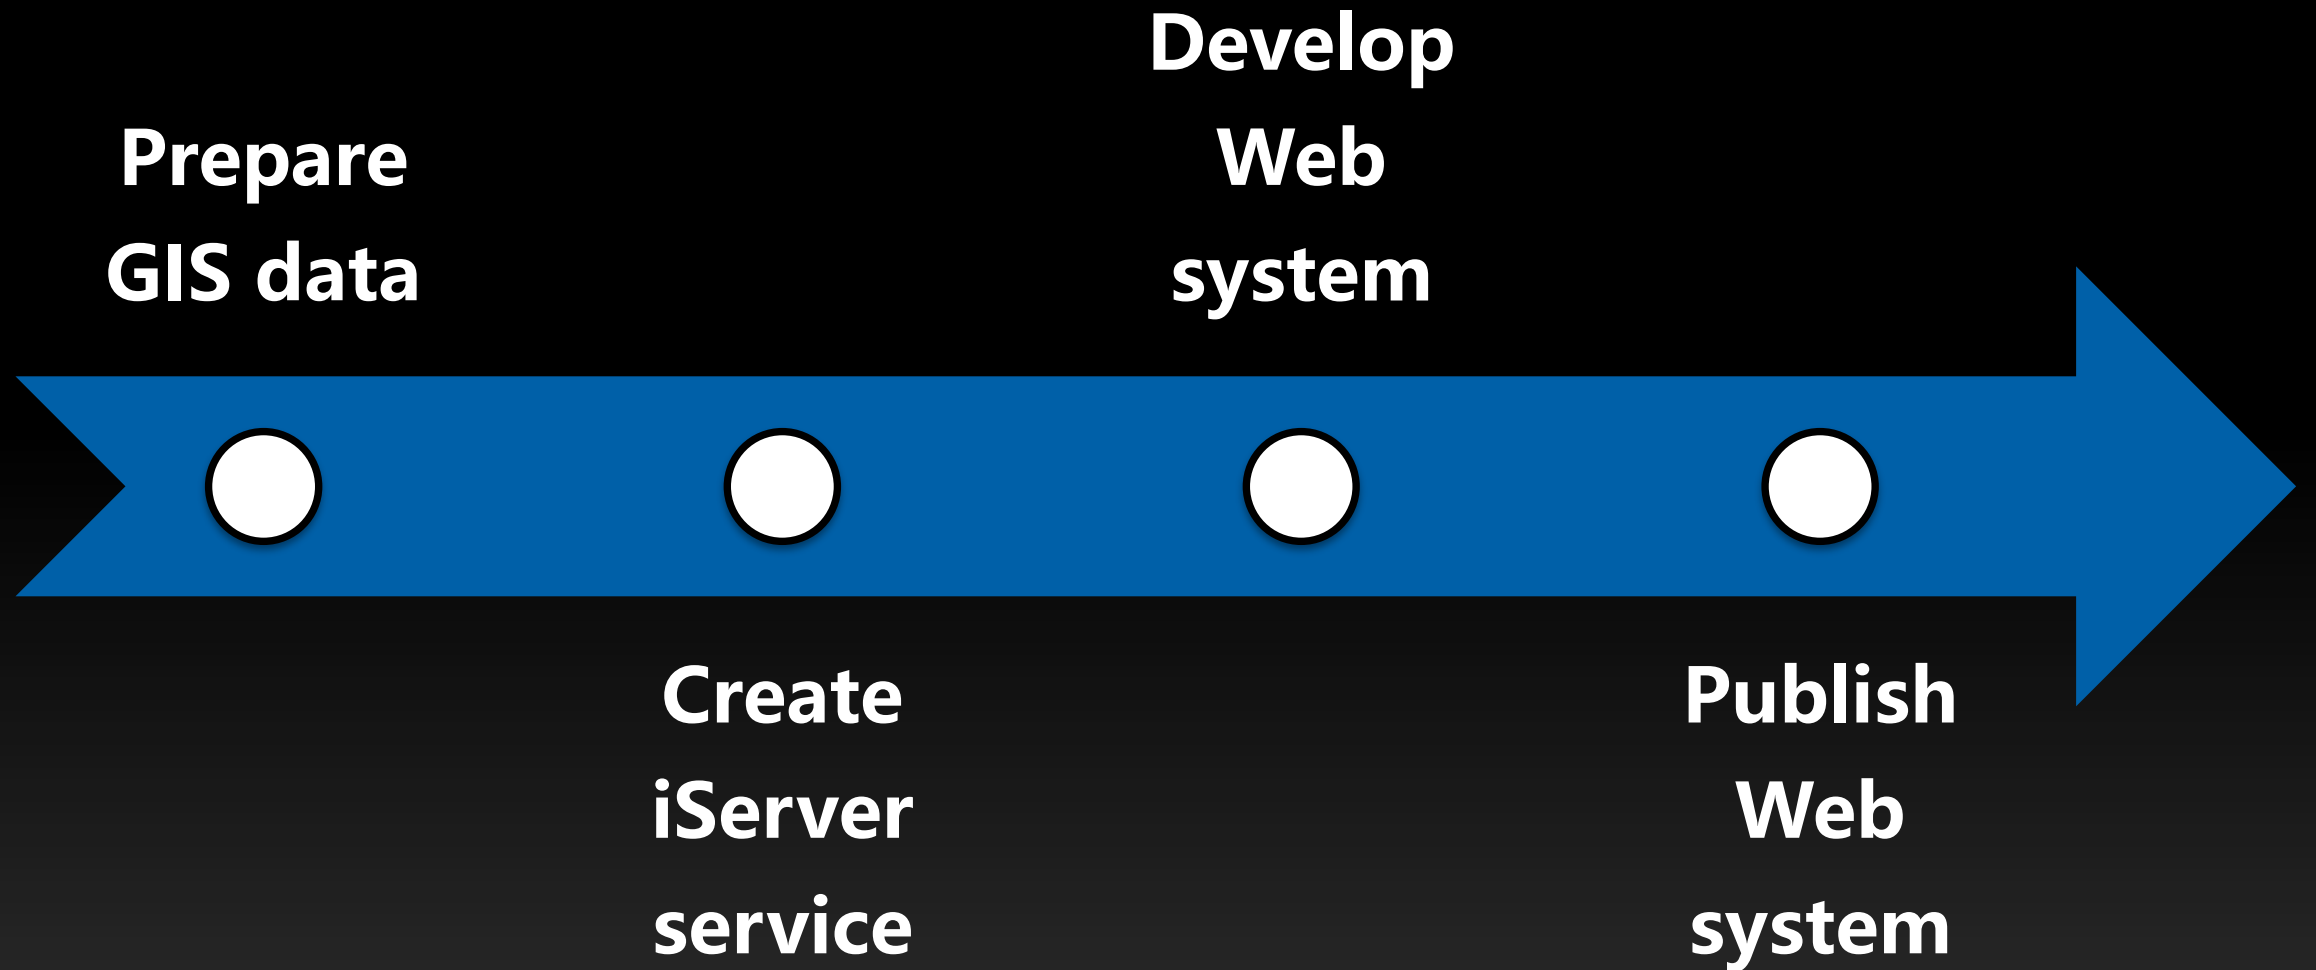 Prepare
GIS data
Create
iServer
service
Develop
Web
system
Publish
Web
system